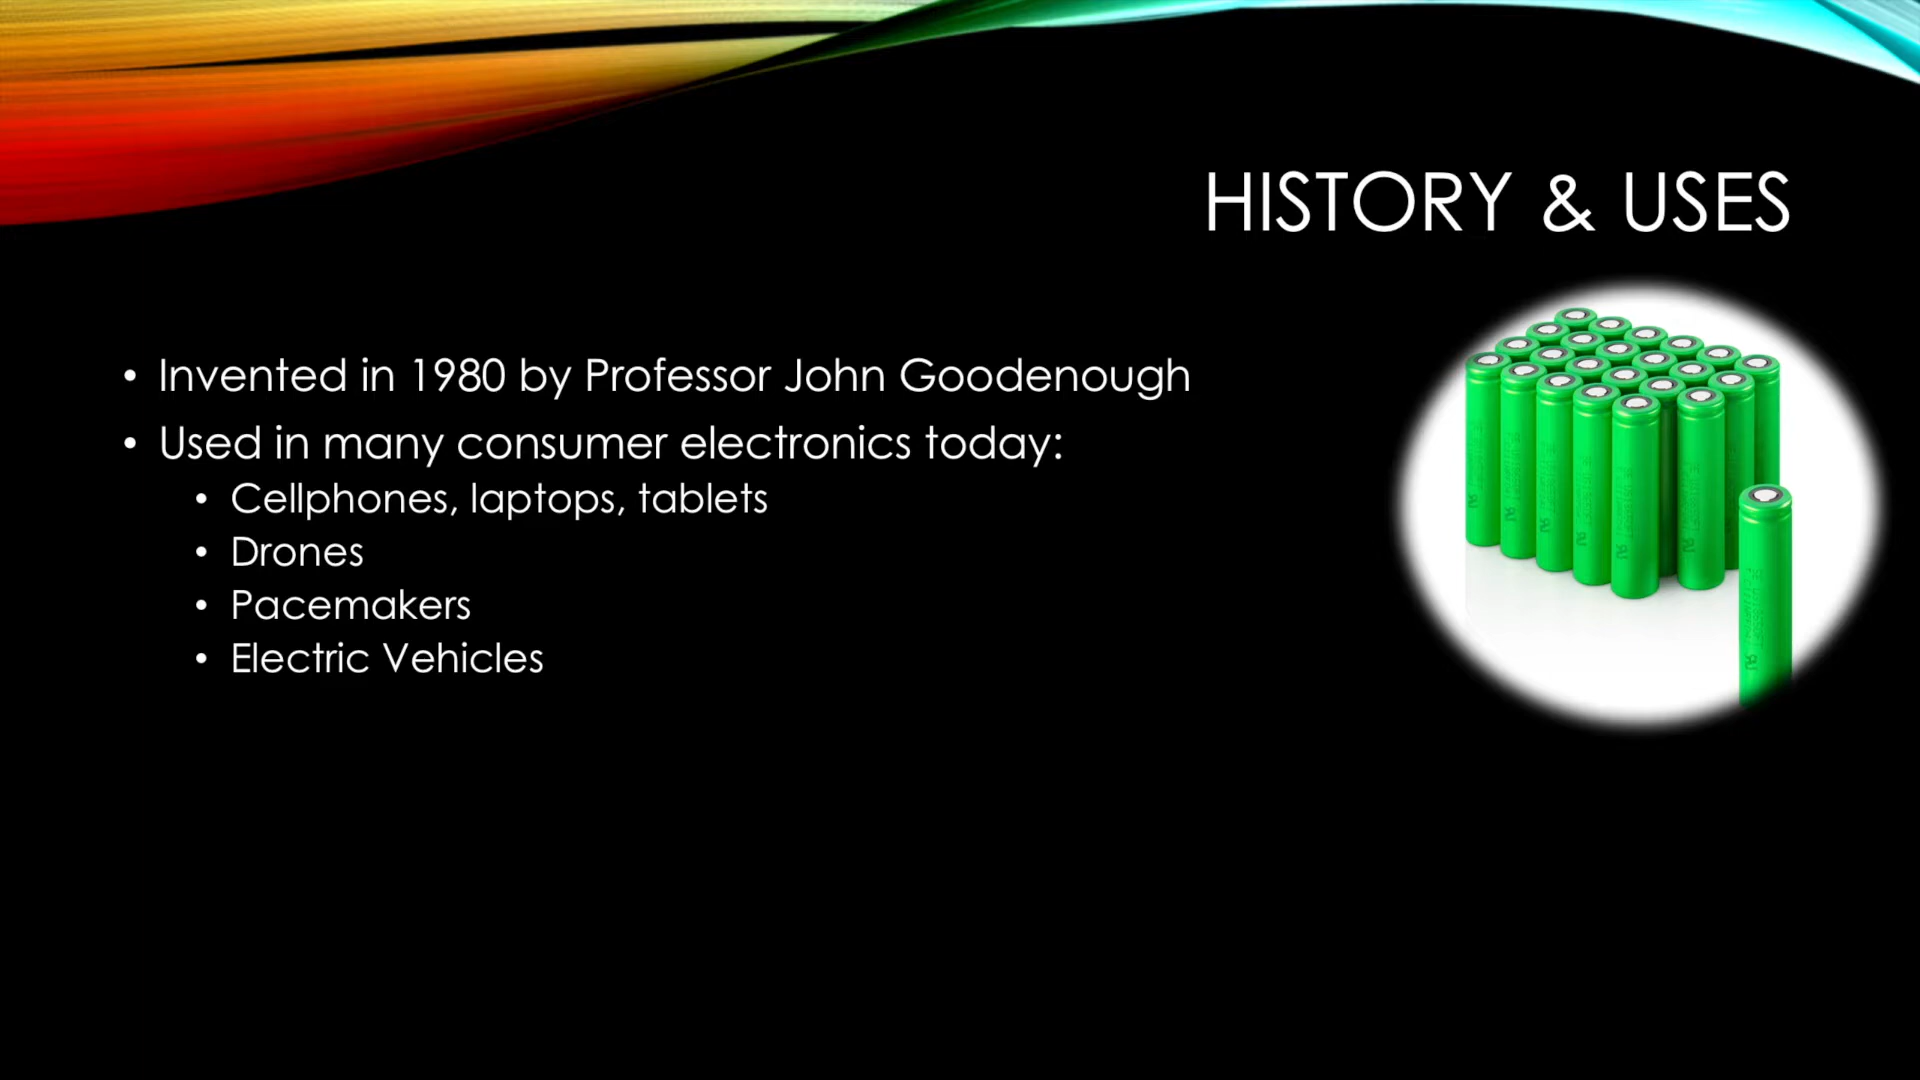 HISTORY & USES
• Invented in 1980 by Professor John Goodenough
• Used in many consumer electronics today:
• Cellphones, laptops, tablets
• Drones
• Pacemakers
• Electric Vehicles